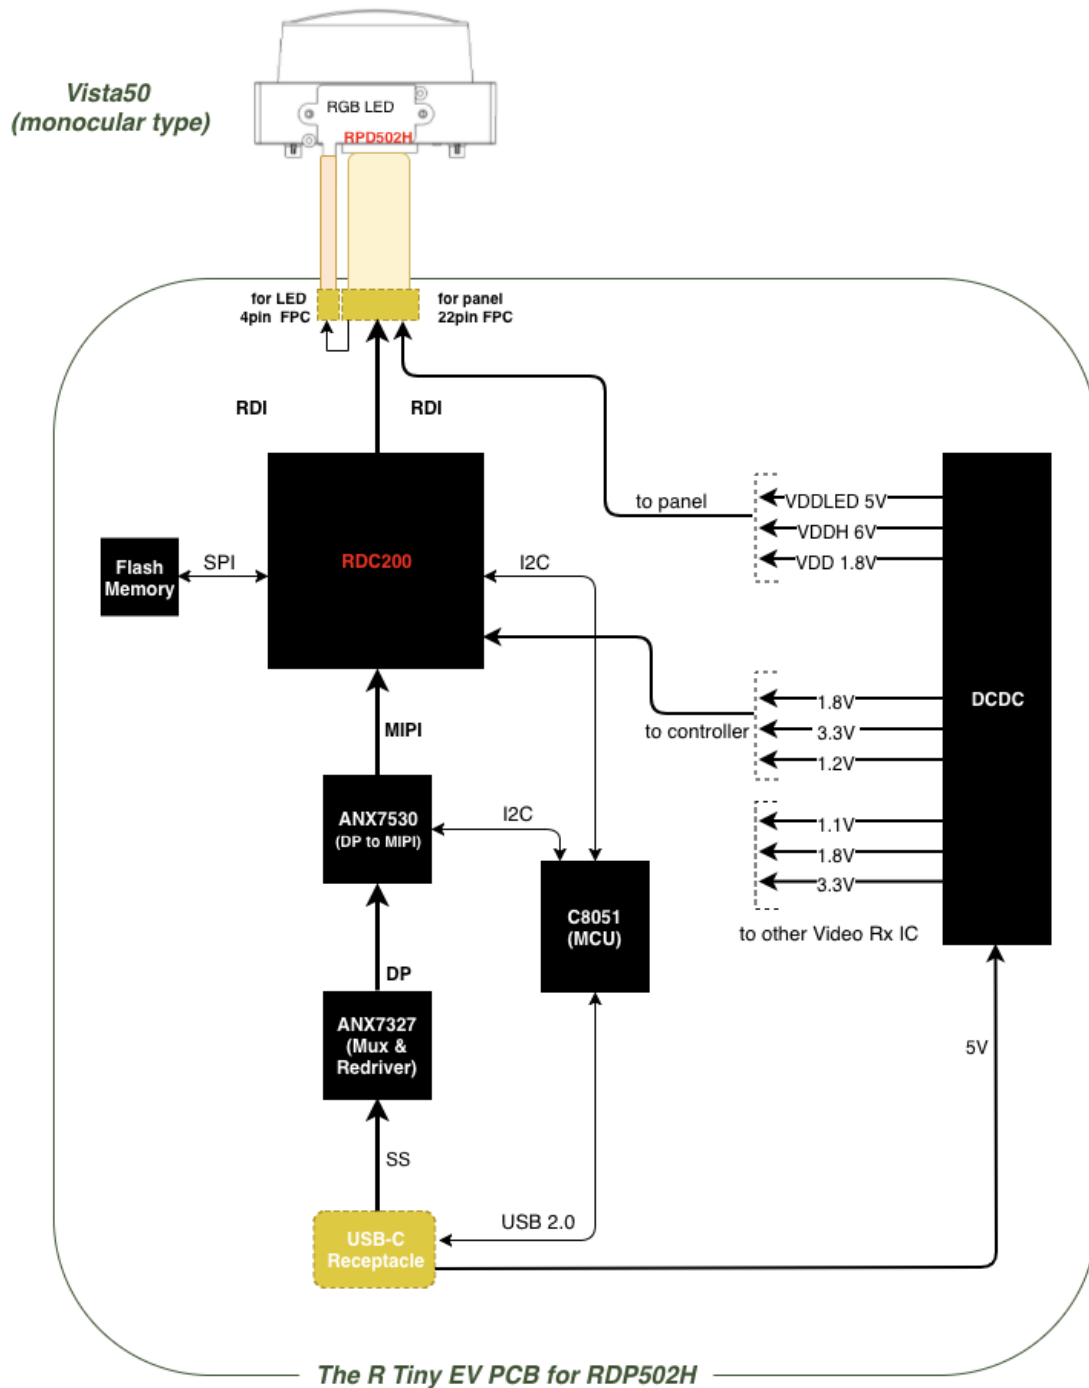 Vista50
(monocular type)
RGB LED
RPD502H
for LED
4pin FPC
for panel
22pin FPC
RDI
RDI
to panel
VDDLED 5V
VDDH 6V
VDD 1.8V
Flash
Memory
SPI
RDC200
I2C
DCDC
to controller
1.8V
3.3V
1.2V
MIPI
ANX7530
(DP to MIPI)
I2C
1.1V
1.8V
3.3V
to other Video Rx IC
C8051
(MCU)
DP
ANX7327
(Mux &
Redriver)
5V
SS
USB 2.0
USB-C
Receptacle
The R Tiny EV PCB for RDP502H